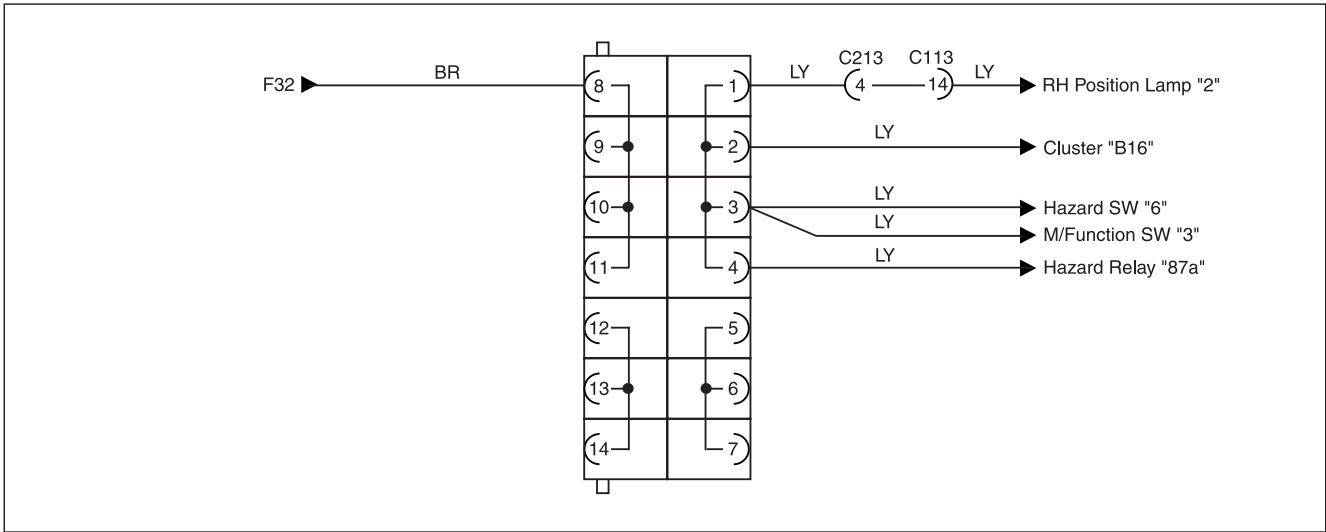 C213 C113
F32 BR 8 1 LY 4 14 LY RH Position Lamp "2"
9 2 LY Cluster "B16"
10 3 LY Hazard SW "6"
LY M/Function SW "3"
11 4 LY Hazard Relay "87a"
12 5
13 6
14 7